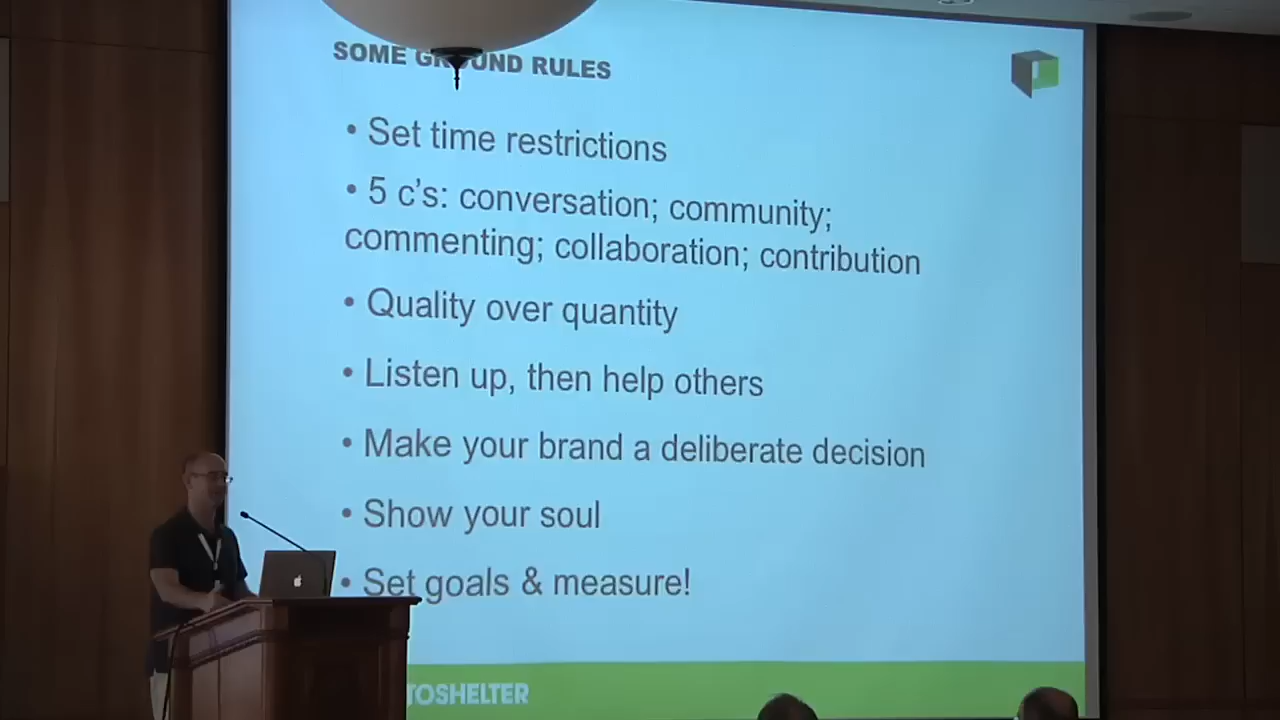 SOME GROUND RULES
• Set time restrictions
• 5 c's: conversation; community;
commenting; collaboration; contribution
• Quality over quantity
• Listen up, then help others
• Make your brand a deliberate decision
• Show your soul
• Set goals & measure!
TOSHELTER